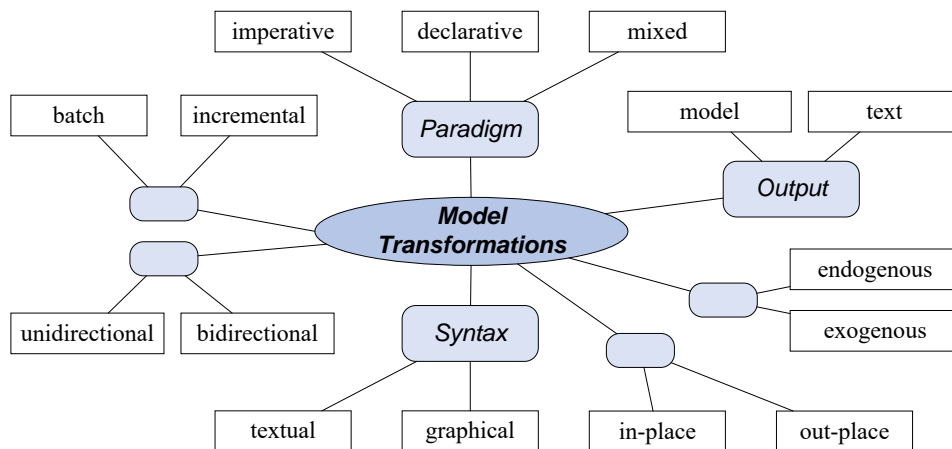 imperative
declarative
mixed
batch
incremental
Paradigm
model
text
Output
Model
Transformations
endogenous
exogenous
unidirectional
bidirectional
Syntax
textual
graphical
in-place
out-place